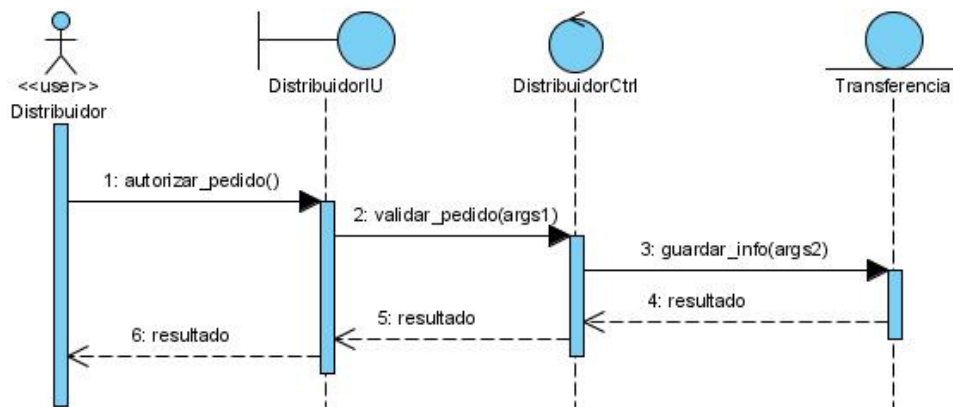 <<user>>
Distribuidor
DistribuidorIU
DistribuidorCtrl
Transferencia
1: autorizar_pedido()
2: validar_pedido(args1)
3: guardar_info(args2)
4: resultado
5: resultado
6: resultado